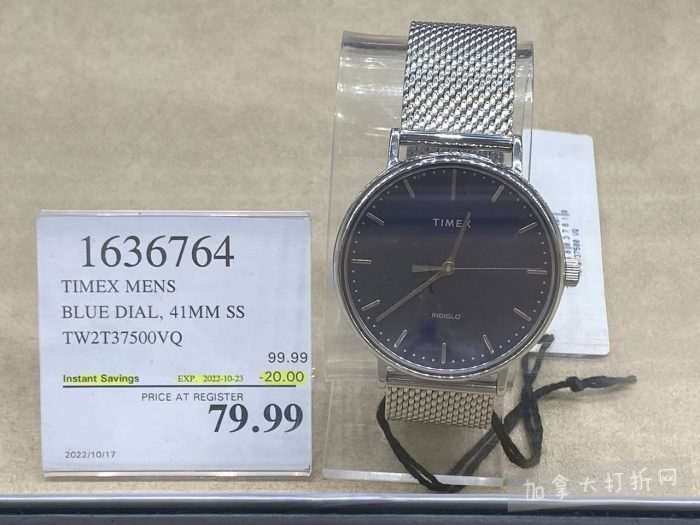 1636764
TIMEX MENS
BLUE DIAL, 41MM SS
TW2T37500VQ
99.99
Instant Savings EXP. 2022-10-23 -20.00
PRICE AT REGISTER
79.99
2022/10/17
TIMEX
INDIGLO
加拿大打折网